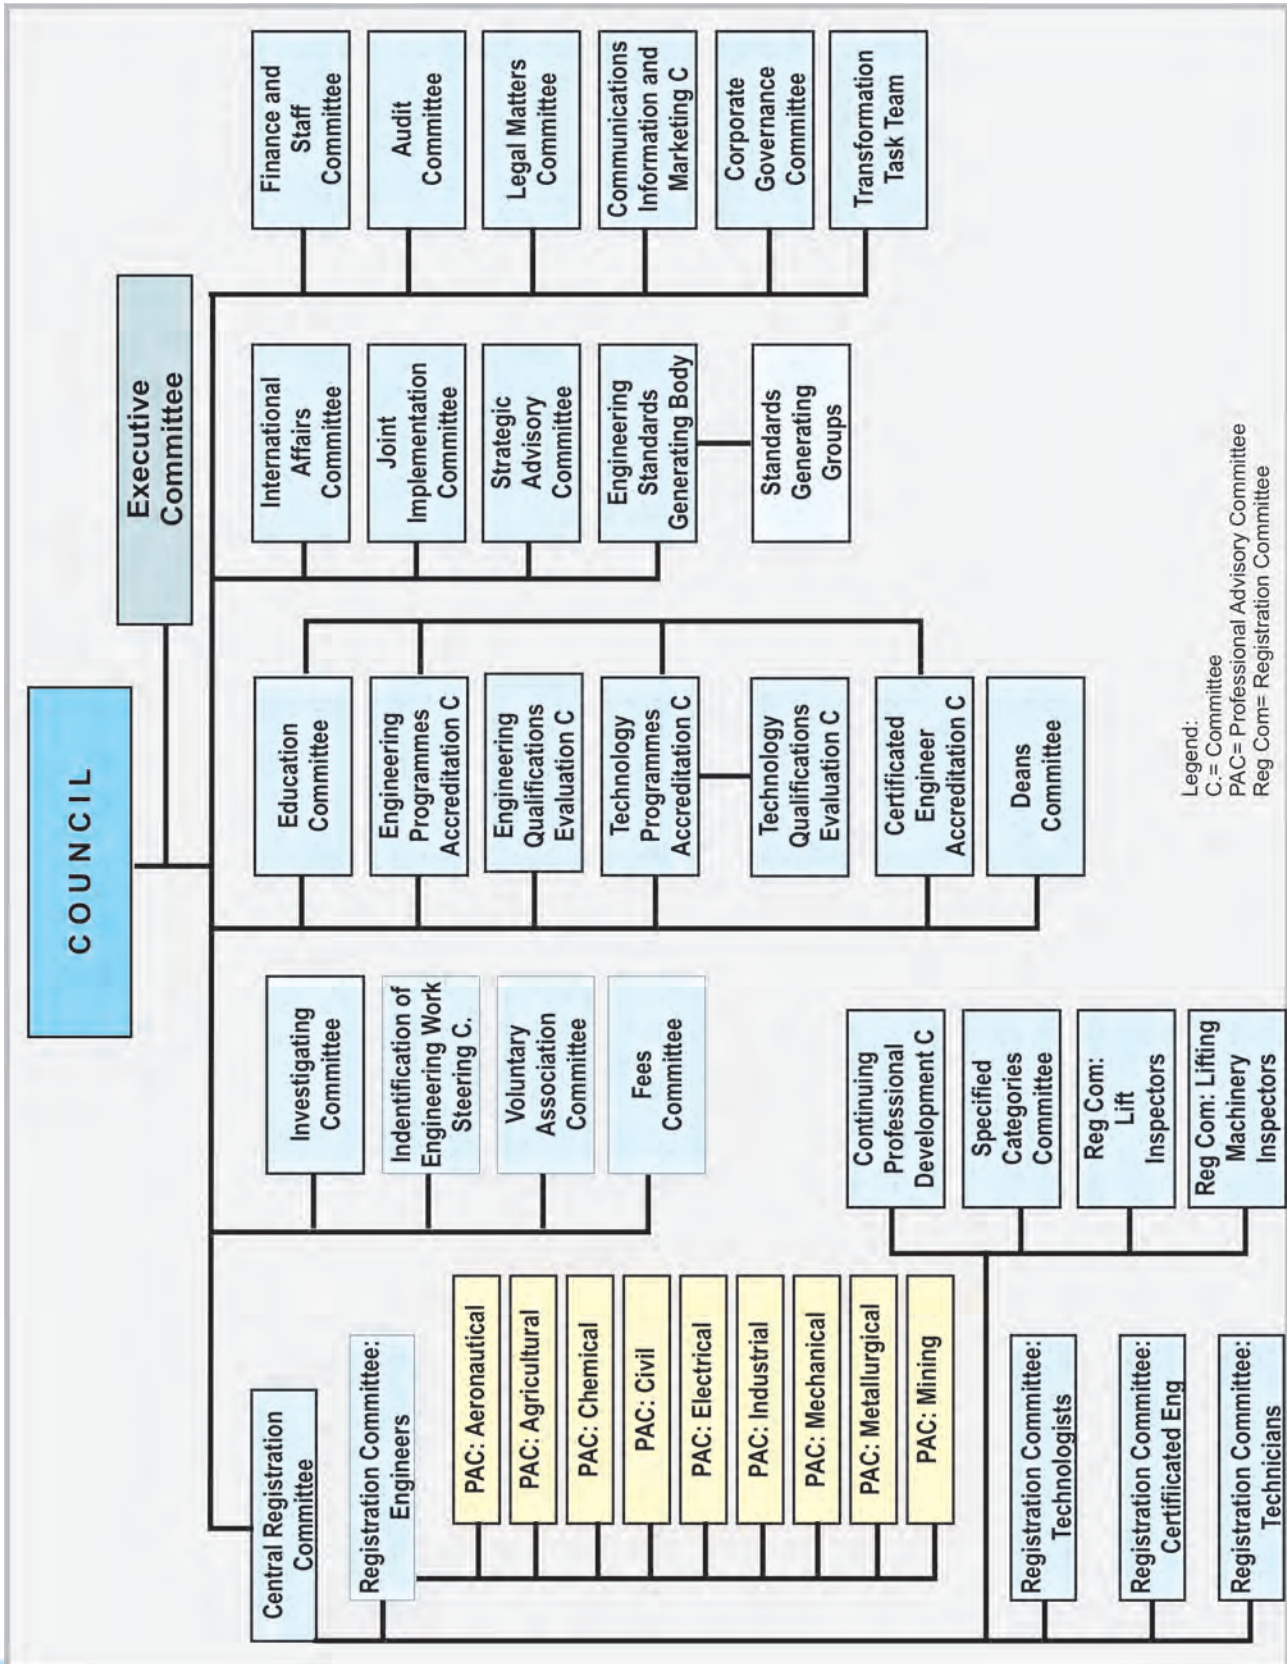 COUNCIL
Executive
Committee
Central Registration
Committee
Registration Committee:
Engineers
PAC: Aeronautical
PAC: Agricultural
PAC: Chemical
PAC: Civil
PAC: Electrical
PAC: Industrial
PAC: Mechanical
PAC: Metallurgical
PAC: Mining
Registration Committee:
Technologists
Registration Committee:
Certificated Eng
Registration Committee:
Technicians
Investigating
Committee
Indentification of
Engineering Work
Steering C.
Voluntary
Association
Committee
Fees
Committee
Continuing
Professional
Development C
Specified
Categories
Committee
Reg Com:
Lift
Inspectors
Reg Com: Lifting
Machinery
Inspectors
Education
Committee
Engineering
Programmes
Accreditation C
Engineering
Qualifications
Evaluation C
Technology
Programmes
Accreditation C
Technology
Qualifications
Evaluation C
Certificated
Engineer
Accreditation C
Deans
Committee
International
Affairs
Committee
Joint
Implementation
Committee
Strategic
Advisory
Committee
Engineering
Standards
Generating Body
Standards
Generating
Groups
Finance and
Staff
Committee
Audit
Committee
Legal Matters
Committee
Communications
Information and
Marketing C
Corporate
Governance
Committee
Transformation
Task Team
Legend:
C.= Committee
PAC= Professional Advisory Committee
Reg Com= Registration Committee